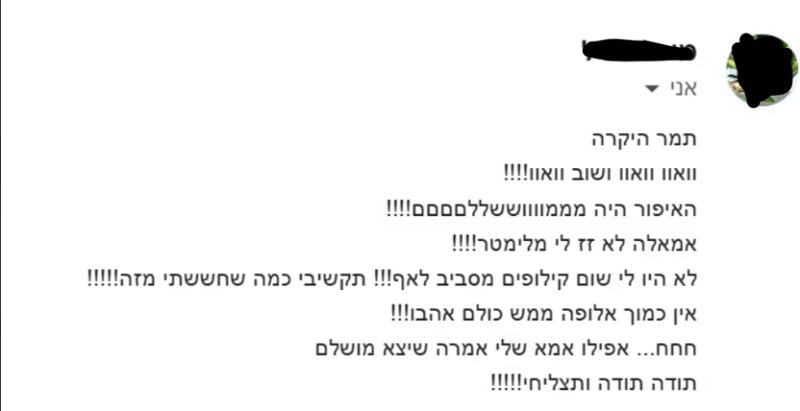 אני
תמר היקרה
וואוו וואוו ושוב וואוו!!!!
האיפור היה מממווווששללםםםם!!!!
אמאלה לא זז לי מלימטר!!!!
לא היו לי שום קילופים מסביב לאף!!! תקשיבי כמה שחששתי מזה!!!!!
אין כמוך אלופה ממש כולם אהבו!!!
חחח... אפילו אמא שלי אמרה שיצא מושלם
תודה תודה ותצליחי!!!!!